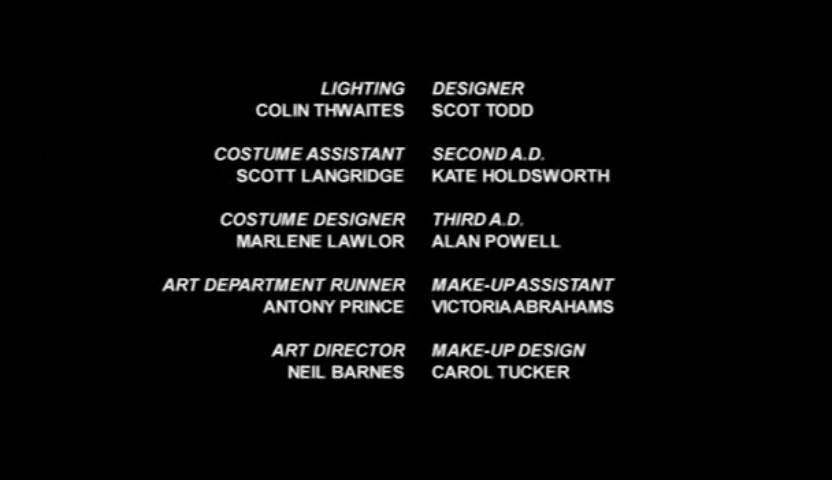 LIGHTING DESIGNER
COLIN THWAITES SCOT TODD
COSTUME ASSISTANT SECOND A.D.
SCOTT LANGRIDGE KATE HOLDSWORTH
COSTUME DESIGNER THIRD A.D.
MARLENE LAWLOR ALAN POWELL
ART DEPARTMENT RUNNER MAKE-UP ASSISTANT
ANTONY PRINCE VICTORIA ABRAHAMS
ART DIRECTOR MAKE-UP DESIGN
NEIL BARNES CAROL TUCKER